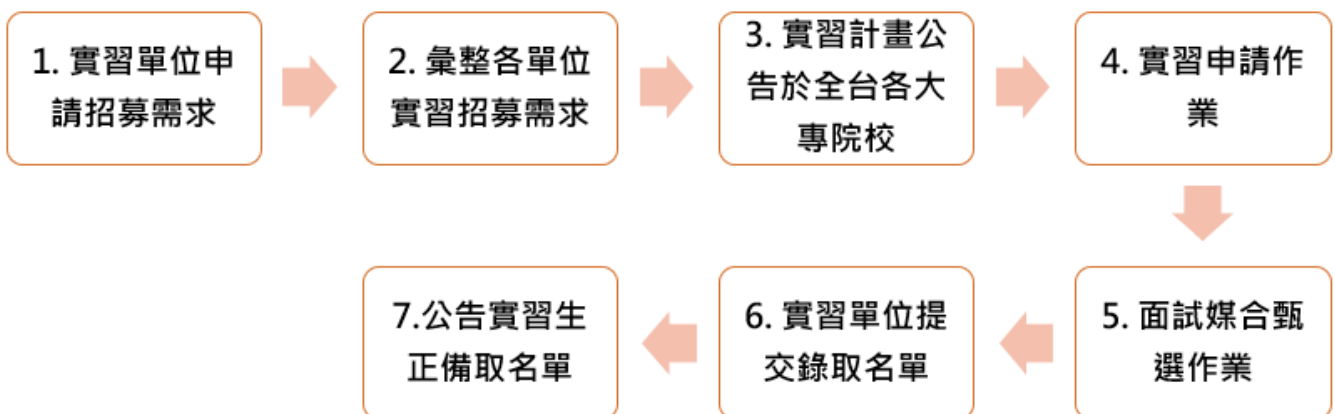 1. 實習單位申
請招募需求
2. 彙整各單位
實習招募需求
3. 實習計畫公
告於全台各大
專院校
4. 實習申請作
業
5. 面試媒合甄
選作業
6. 實習單位提
交錄取名單
7.公告實習生
正備取名單